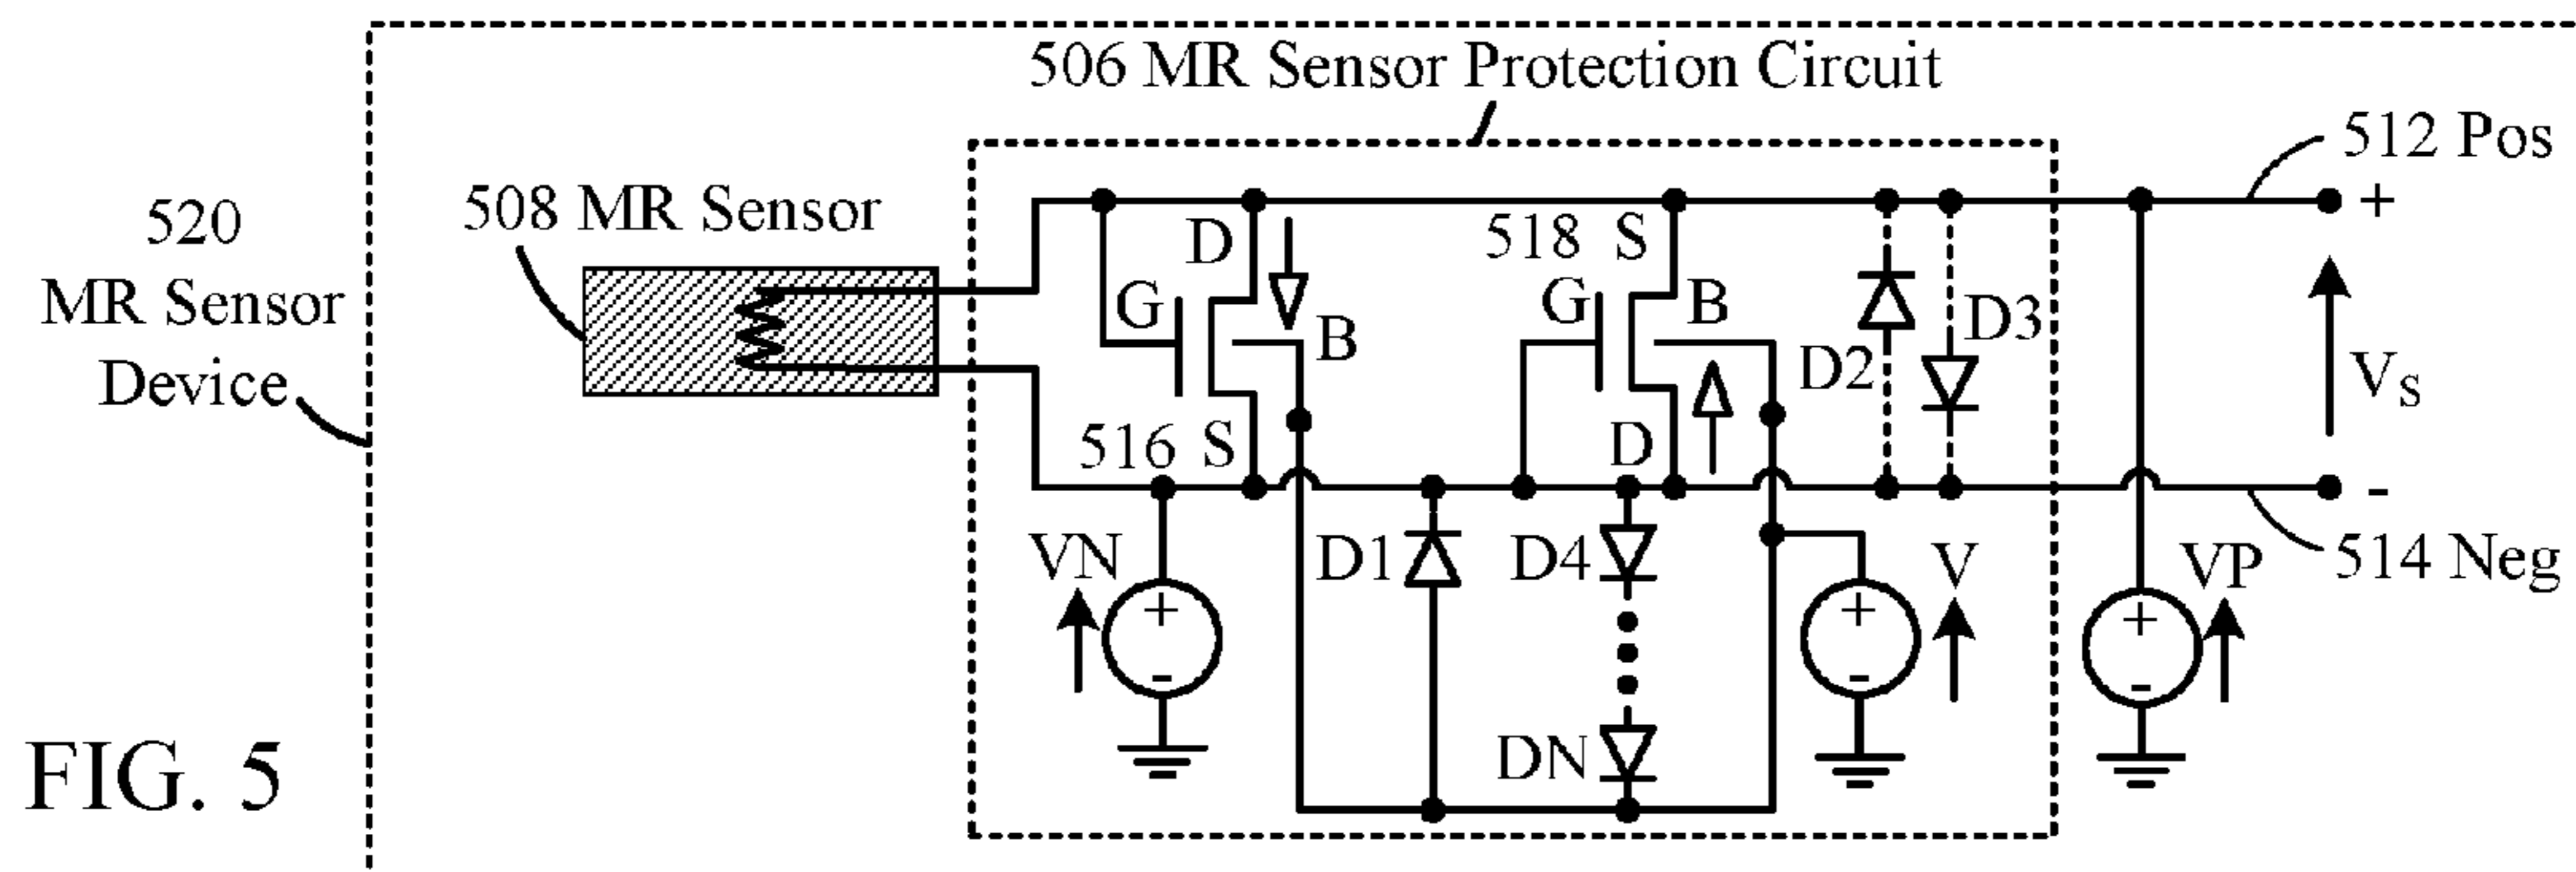 506 MR Sensor Protection Circuit
512 Pos
508 MR Sensor
520
MR Sensor
Device
D
518 S
+
G
B
G
B
D2
D3
VS
516 S
D
-
VN
+
-
D1
D4
DN
+
-
V
+
-
VP
514 Neg
FIG. 5